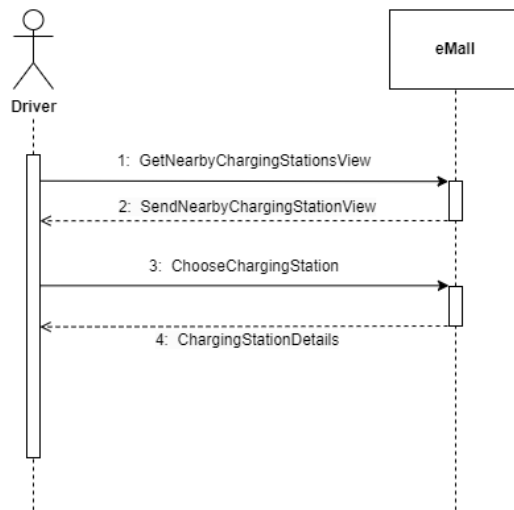 eMall
Driver
1: GetNearbyChargingStationsView
2: SendNearbyChargingStationView
3: ChooseChargingStation
4: ChargingStationDetails